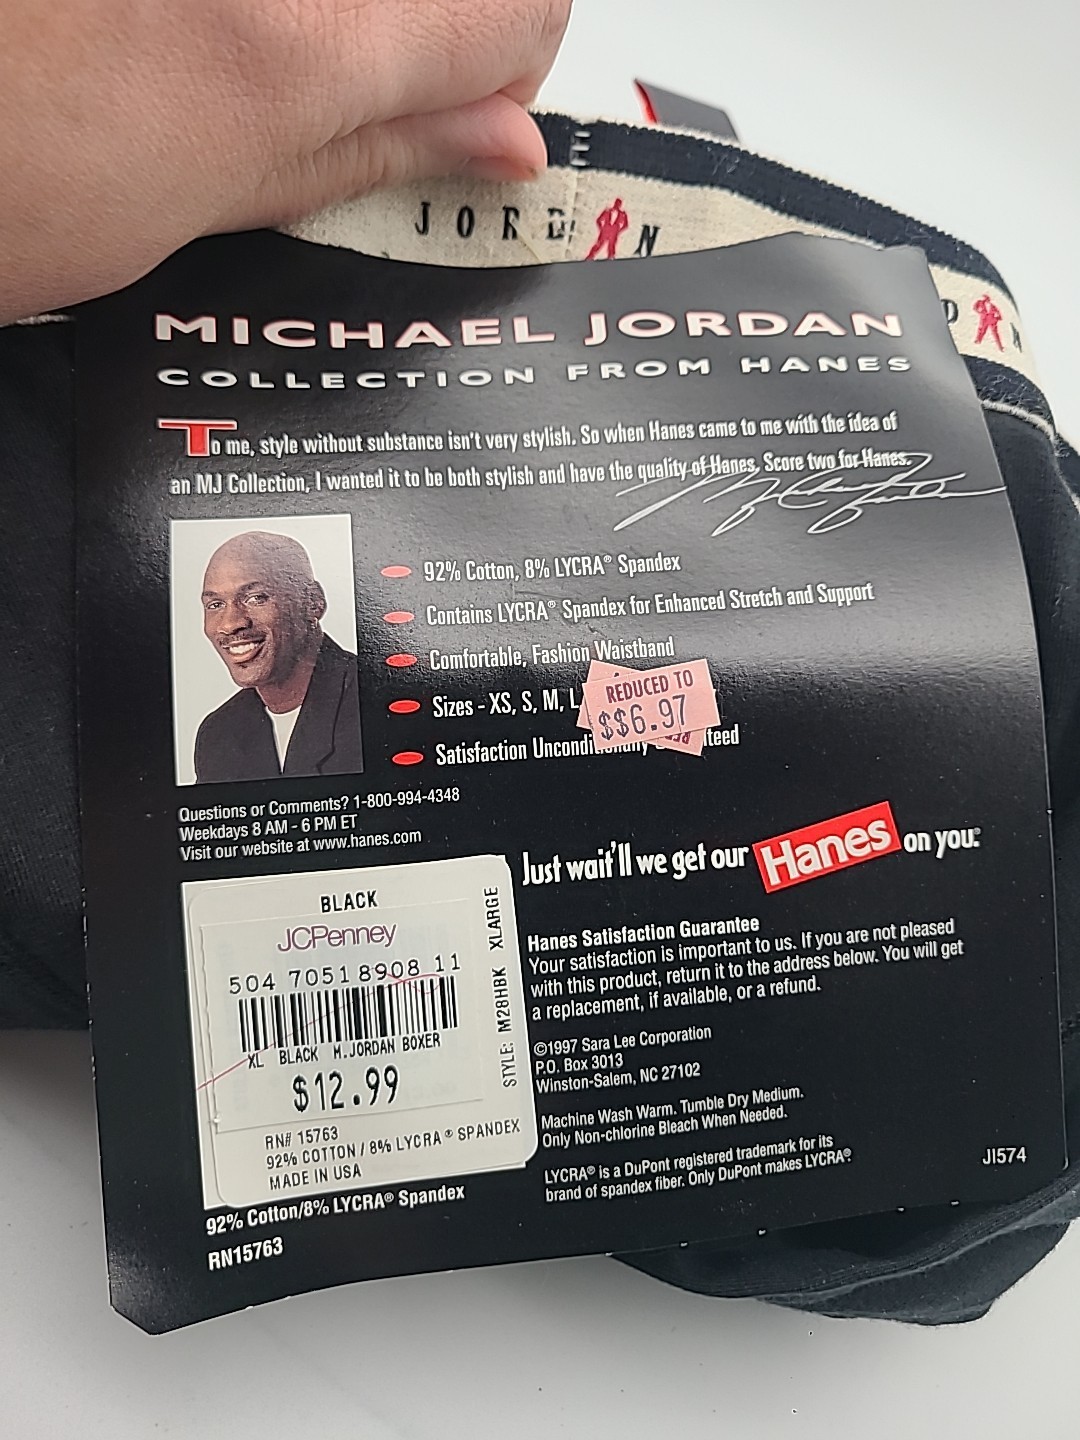 JORDAN
MICHAEL JORDAN
COLLECTION FROM HANES
To me, style without substance isn't very stylish. So when Hanes came to me with the idea of
an MJ Collection, I wanted it to be both stylish and have the quality of Hanes. Score two for Hanes.
92% Cotton, 8% LYCRA® Spandex
Contains LYCRA® Spandex for Enhanced Stretch and Support
Comfortable, Fashion Waistband
Sizes - XS, S, M, L
REDUCED TO
$$6.97
Satisfaction
Questions or Comments? 1-800-994-4348
Weekdays 8 AM - 6 PM ET
Visit our website at www.hanes.com
Just wait'll we get our Hanes on you.®
BLACK
JCPenney
504 7051 8908 11
XL BLACK M.JORDAN BOXER
$12.99
STYLE: M28HBK XLARGE
RN# 15763
92% COTTON / 8% LYCRA® SPANDEX
MADE IN USA
92% Cotton/8% LYCRA® Spandex
RN15763
Hanes Satisfaction Guarantee
Your satisfaction is important to us. If you are not pleased
with this product, return it to the address below. You will get
a replacement, if available, or a refund.
©1997 Sara Lee Corporation
P.O. Box 3013
Winston-Salem, NC 27102
Machine Wash Warm. Tumble Dry Medium.
Only Non-chlorine Bleach When Needed.
LYCRA® is a DuPont registered trademark for its
brand of spandex fiber. Only DuPont makes LYCRA®.
JI574